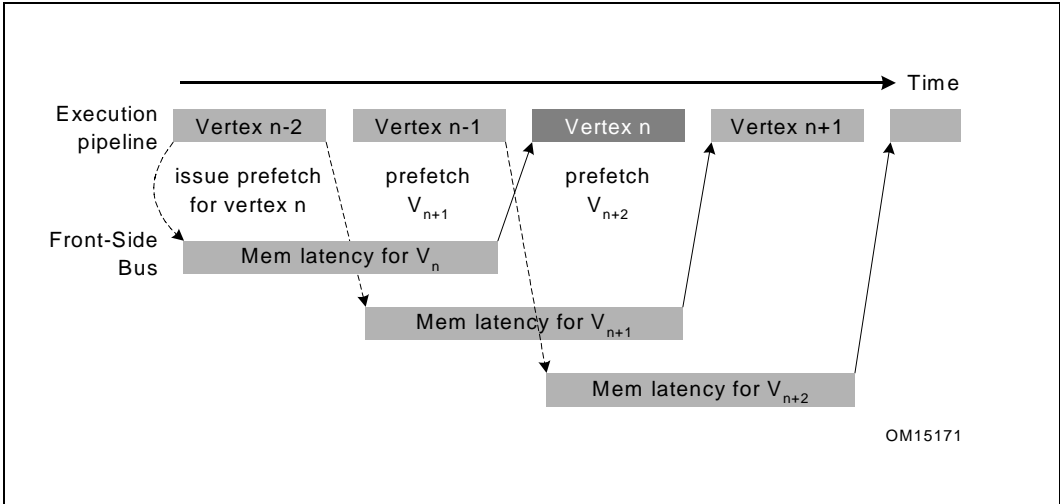 Time
Execution
pipeline
Vertex n-2
Vertex n-1
Vertex n
Vertex n+1
issue prefetch
for vertex n
prefetch
Vn+1
prefetch
Vn+2
Front-Side
Bus
Mem latency for Vn
Mem latency for Vn+1
Mem latency for Vn+2
OM15171